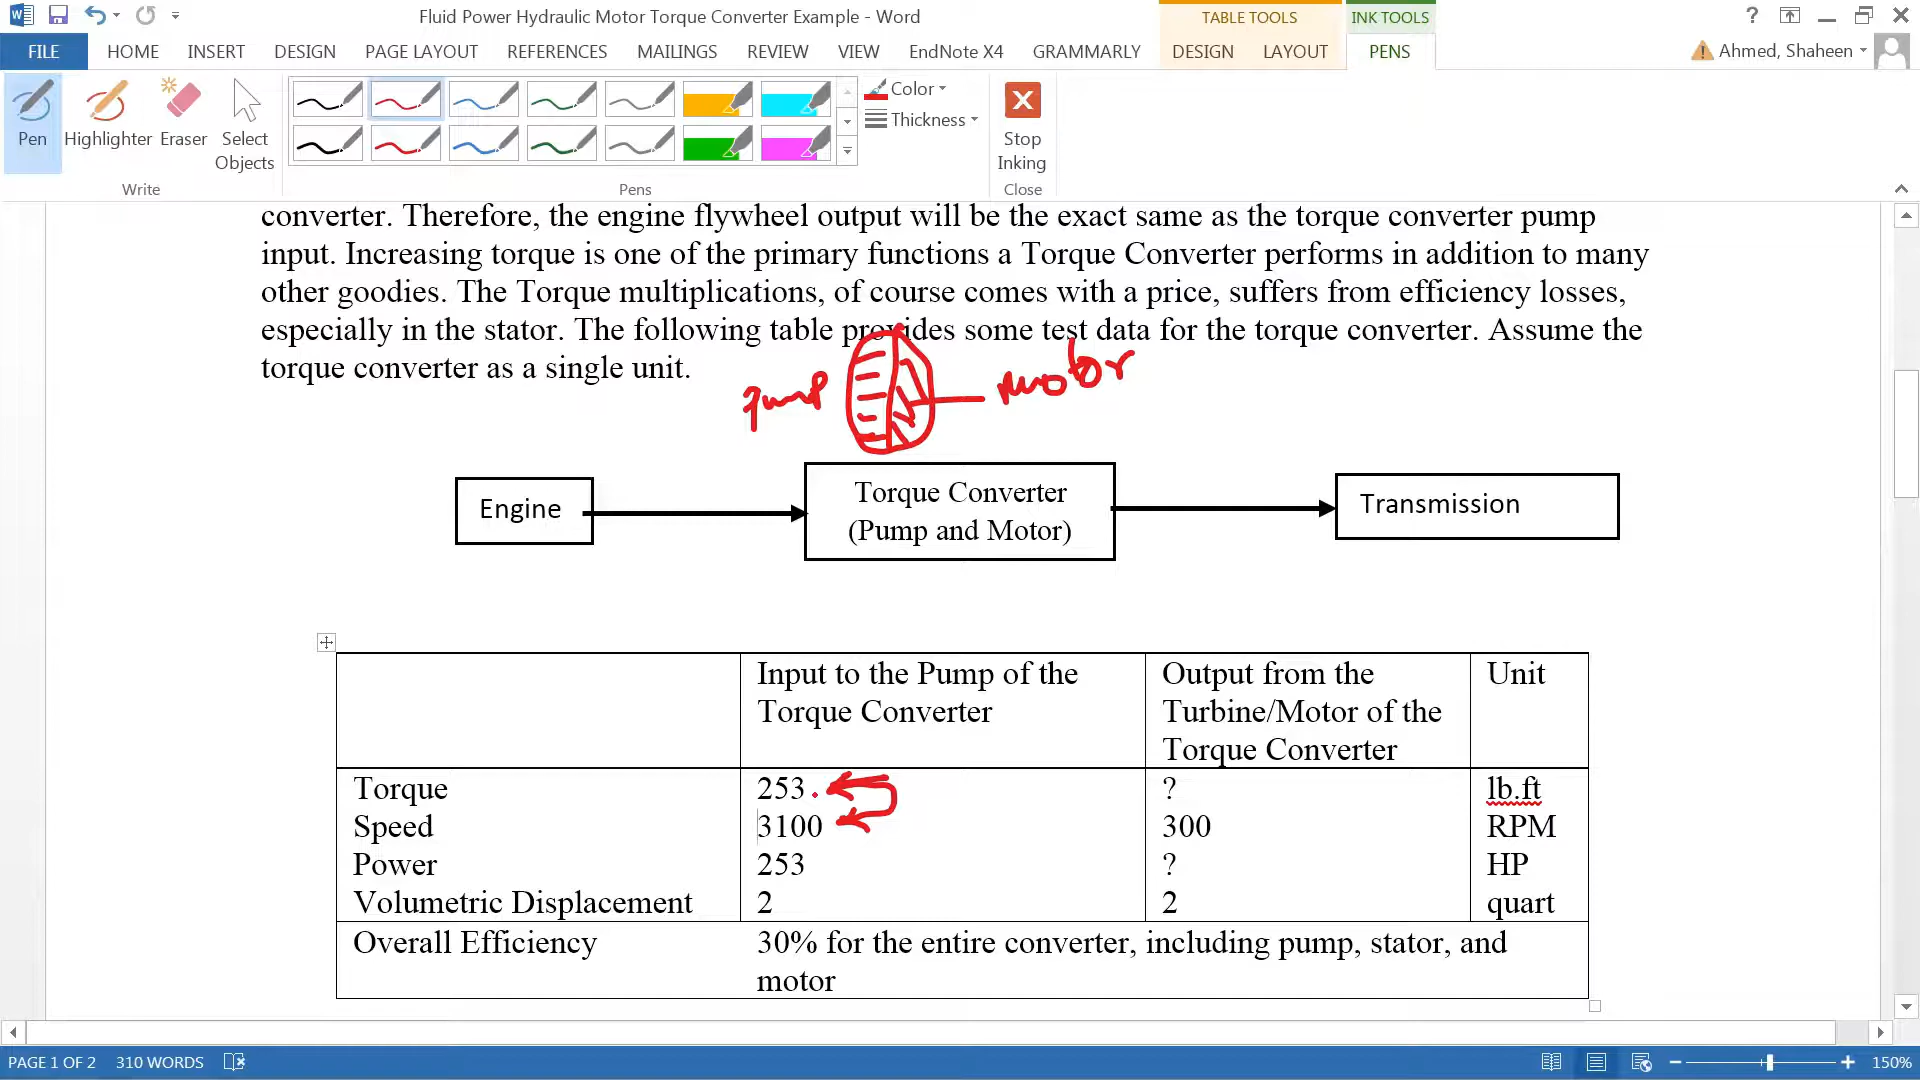 Fluid Power Hydraulic Motor Torque Converter Example - Word
TABLE TOOLS
INK TOOLS
?
FILE
HOME
INSERT
DESIGN
PAGE LAYOUT
REFERENCES
MAILINGS
REVIEW
VIEW
EndNote X4
GRAMMARLY
DESIGN
LAYOUT
PENS
Ahmed, Shaheen
Pen
Highlighter
Eraser
Select
Objects
Color
Thickness
Stop
Inking
Write
Pens
Close
converter. Therefore, the engine flywheel output will be the exact same as the torque converter pump
input. Increasing torque is one of the primary functions a Torque Converter performs in addition to many
other goodies. The Torque multiplications, of course comes with a price, suffers from efficiency losses,
especially in the stator. The following table provides some test data for the torque converter. Assume the
torque converter as a single unit.
pump
motor
Engine
Torque Converter
(Pump and Motor)
Transmission
Input to the Pump of the
Torque Converter
Output from the
Turbine/Motor of the
Torque Converter
Unit
Torque 253 ? lb.ft
Speed 3100 300 RPM
Power 253 ? HP
Volumetric Displacement 2 2 quart
Overall Efficiency 30% for the entire converter, including pump, stator, and
motor
PAGE 1 OF 2
310 WORDS
150%